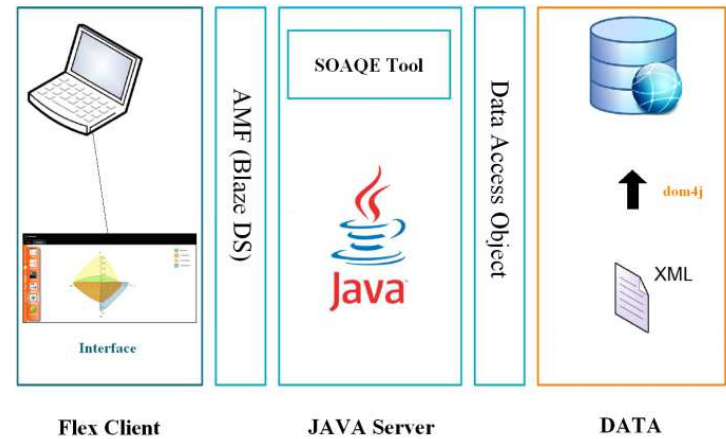 SOAQE Tool
AMF (Blaze DS)
Data Access Object
dom4j
XML
Java
Interface
Flex Client
JAVA Server
DATA